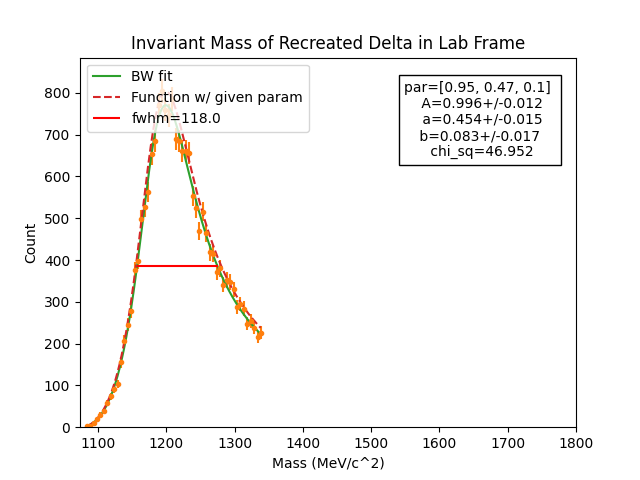 Invariant Mass of Recreated Delta in Lab Frame
BW fit
Function w/ given param
fwhm=118.0
par=[0.95, 0.47, 0.1]
A=0.996+/-0.012
a=0.454+/-0.015
b=0.083+/-0.017
chi_sq=46.952
Count
800
700
600
500
400
300
200
100
0
1100 1200 1300 1400 1500 1600 1700 1800
Mass (MeV/c^2)